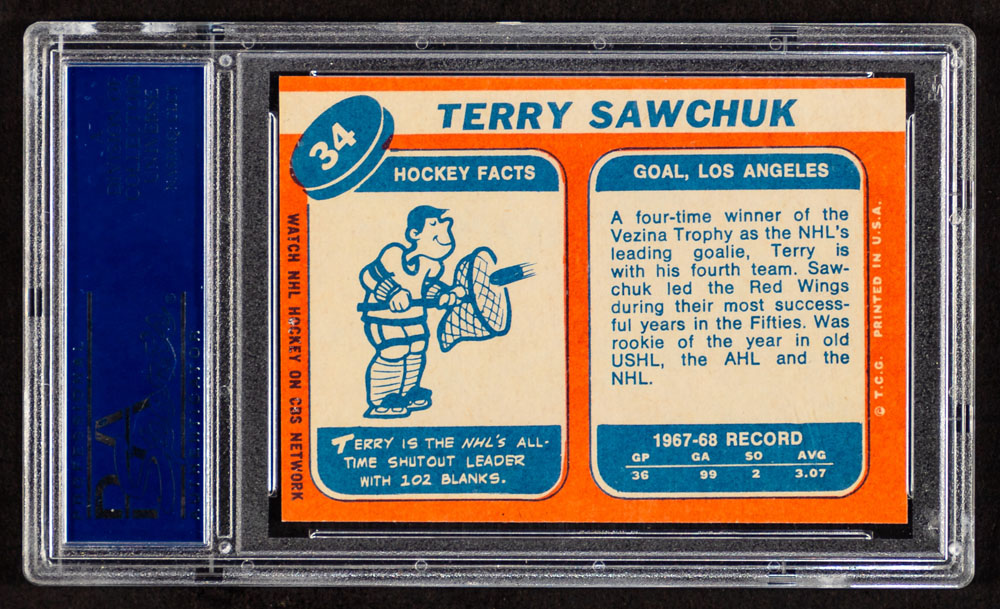 34
TERRY SAWCHUK
HOCKEY FACTS
TERRY IS THE NHL'S ALL-
TIME SHUTOUT LEADER
WITH 102 BLANKS.
GOAL, LOS ANGELES
A four-time winner of the
Vezina Trophy as the NHL's
leading goalie, Terry is
with his fourth team. Saw-
chuk led the Red Wings
during their most success-
ful years in the Fifties. Was
rookie of the year in old
USHL, the AHL and the
NHL.
1967-68 RECORD
GP GA SO AVG
36 99 2 3.07
WATCH NHL HOCKEY ON CBS NETWORK
© T.C.G. PRINTED IN U.S.A.
PSA